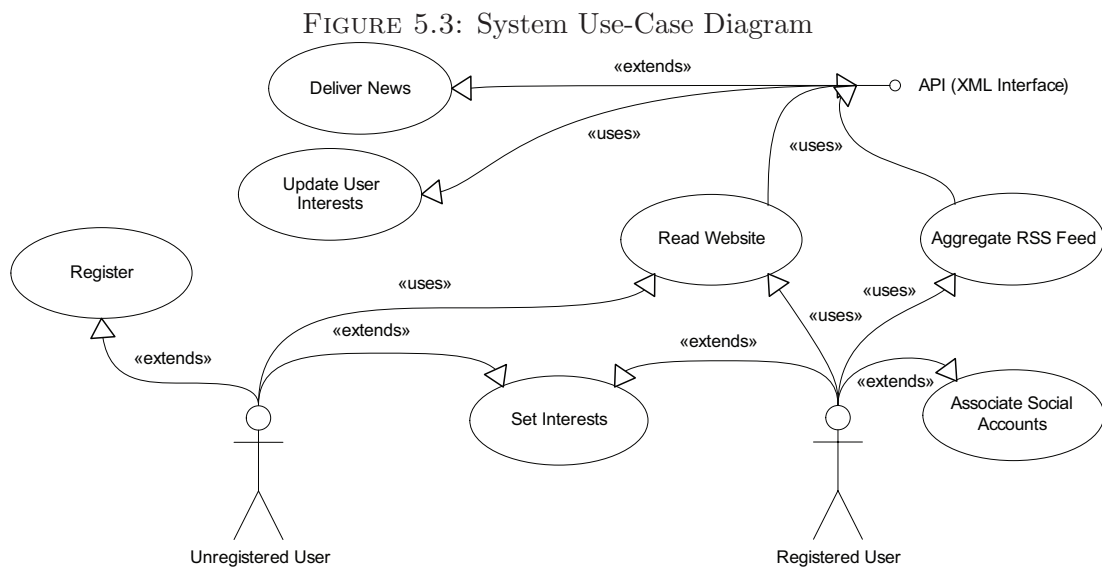 FIGURE 5.3: System Use-Case Diagram
«extends»
Deliver News
API (XML Interface)
«uses»
«uses»
Update User
Interests
Read Website
Aggregate RSS Feed
Register
«uses»
«uses»
«uses»
«extends»
«extends»
«extends»
«extends»
Associate Social
Accounts
Set Interests
Unregistered User
Registered User